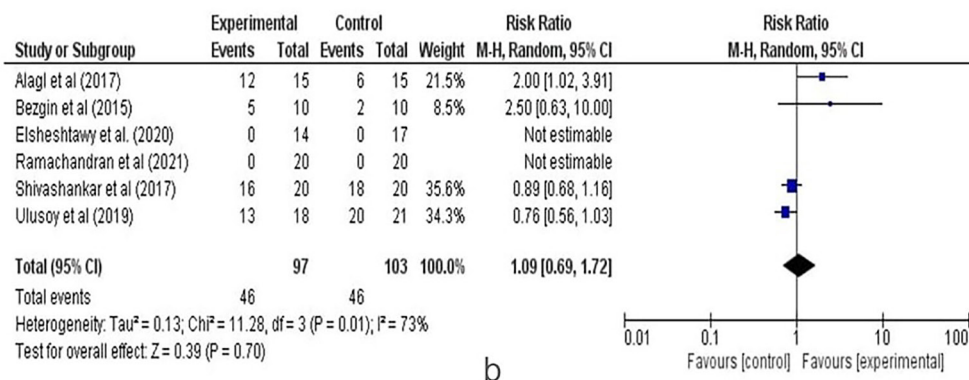 Experimental Control Risk Ratio Risk Ratio
Study or Subgroup Events Total Events Total Weight M-H, Random, 95% CI M-H, Random, 95% CI
Alagl et al (2017) 12 15 6 15 21.5% 2.00 [1.02, 3.91]
Bezgin et al (2015) 5 10 2 10 8.5% 2.50 [0.63, 10.00]
Elsheshtawy et al. (2020) 0 14 0 17 Not estimable
Ramachandran et al (2021) 0 20 0 20 Not estimable
Shivashankar et al (2017) 16 20 18 20 35.6% 0.89 [0.68, 1.16]
Ulusoy et al (2019) 13 18 20 21 34.3% 0.76 [0.56, 1.03]
Total (95% CI) 97 103 100.0% 1.09 [0.69, 1.72]
Total events 46 46
Heterogeneity: Tau² = 0.13; Chi² = 11.28, df = 3 (P = 0.01); I² = 73%
Test for overall effect: Z = 0.39 (P = 0.70)
0.01 0.1 1 10 100
Favours [control] Favours [experimental]
b